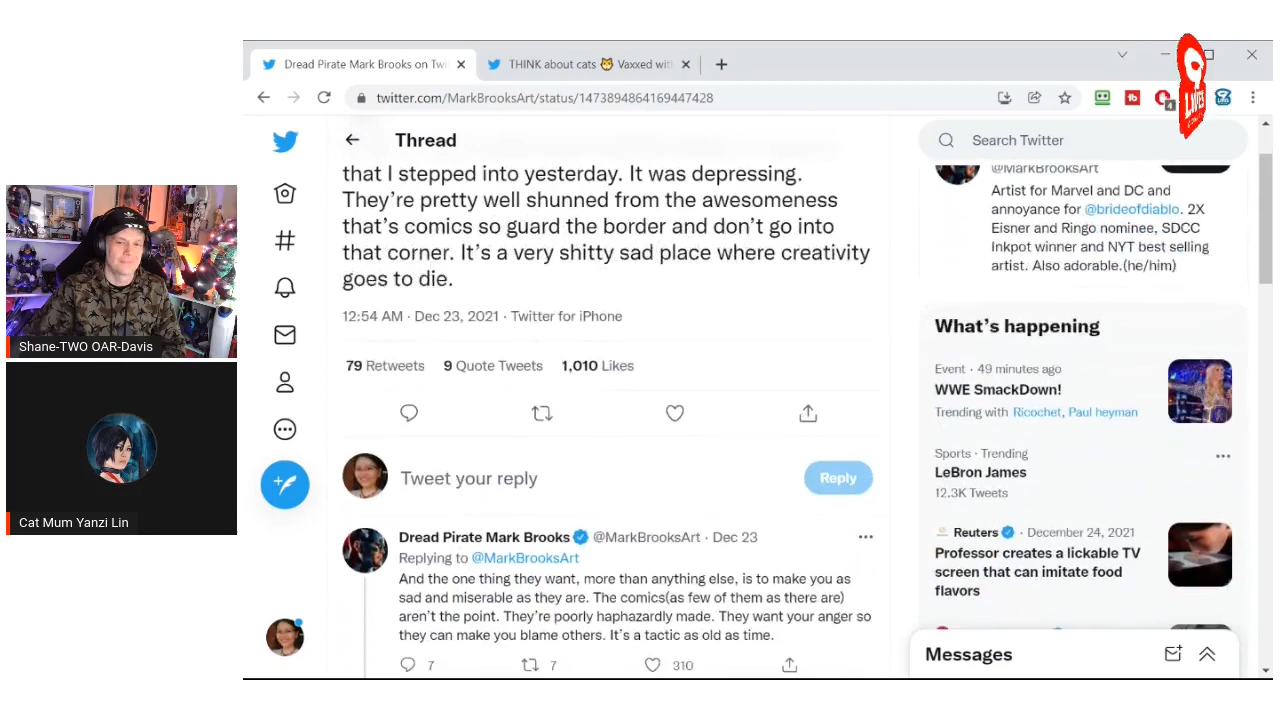 Dread Pirate Mark Brooks on Twi
THINK about cats 😼 Vaxxed wit
twitter.com/MarkBrooksArt/status/1473894864169447428
4
LIVES
Thread
Search Twitter
that I stepped into yesterday. It was depressing.
They're pretty well shunned from the awesomeness
that's comics so guard the border and don't go into
that corner. It's a very shitty sad place where creativity
goes to die.
12:54 AM · Dec 23, 2021 · Twitter for iPhone
79 Retweets 9 Quote Tweets 1,010 Likes
Tweet your reply
Reply
Dread Pirate Mark Brooks @MarkBrooksArt · Dec 23
Replying to @MarkBrooksArt
And the one thing they want, more than anything else, is to make you as
sad and miserable as they are. The comics(as few of them as there are)
aren't the point. They're poorly haphazardly made. They want your anger so
they can make you blame others. It's a tactic as old as time.
7 7 310
@MarkBrooksArt
Artist for Marvel and DC and
annoyance for @brideofdiablo. 2X
Eisner and Ringo nominee, SDCC
Inkpot winner and NYT best selling
artist. Also adorable.(he/him)
What's happening
Event · 49 minutes ago
WWE SmackDown!
Trending with Ricochet, Paul heyman
Sports · Trending
LeBron James
12.3K Tweets
Reuters · December 24, 2021
Professor creates a lickable TV
screen that can imitate food
flavors
Messages
Shane-TWO OAR-Davis
Cat Mum Yanzi Lin